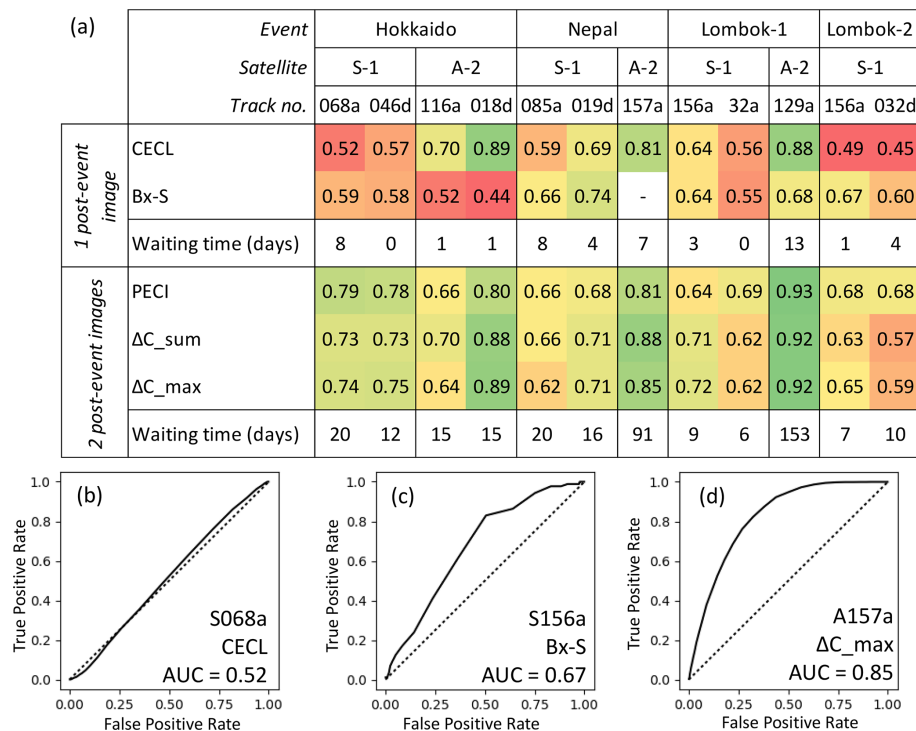 (a) Event Hokkaido Nepal Lombok-1 Lombok-2
Satellite S-1 A-2 S-1 A-2 S-1 A-2 S-1
Track no. 068a 046d 116a 018d 085a 019d 157a 156a 32a 129a 156a 032d
1 post-event
image
CECL 0.52 0.57 0.70 0.89 0.59 0.69 0.81 0.64 0.56 0.88 0.49 0.45
Bx-S 0.59 0.58 0.52 0.44 0.66 0.74 - 0.64 0.55 0.68 0.67 0.60
Waiting time (days) 8 0 1 1 8 4 7 3 0 13 1 4
2 post-event images
PECI 0.79 0.78 0.66 0.80 0.66 0.68 0.81 0.64 0.69 0.93 0.68 0.68
ΔC_sum 0.73 0.73 0.70 0.88 0.66 0.71 0.88 0.71 0.62 0.92 0.63 0.57
ΔC_max 0.74 0.75 0.64 0.89 0.62 0.71 0.85 0.72 0.62 0.92 0.65 0.59
Waiting time (days) 20 12 15 15 20 16 91 9 6 153 7 10
(b)
True Positive Rate
1.0
0.8
0.6
0.4
0.2
0.0
S068a
CECL
AUC = 0.52
0.00 0.25 0.50 0.75 1.00
False Positive Rate
(c)
True Positive Rate
1.0
0.8
0.6
0.4
0.2
0.0
S156a
Bx-S
AUC = 0.67
0.00 0.25 0.50 0.75 1.00
False Positive Rate
(d)
True Positive Rate
1.0
0.8
0.6
0.4
0.2
0.0
A157a
ΔC_max
AUC = 0.85
0.00 0.25 0.50 0.75 1.00
False Positive Rate